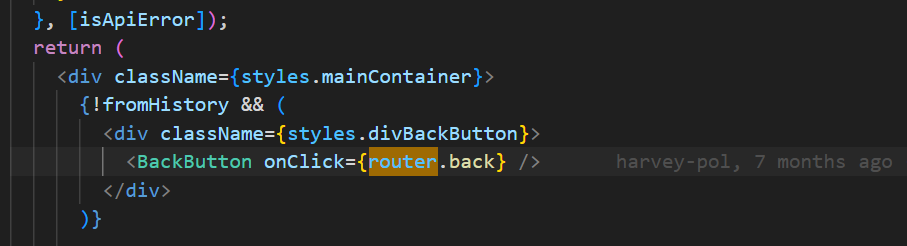 }, [isApiError]);
return (
<div className={styles.mainContainer}>
{!fromHistory && (
<div className={styles.divBackButton}>
<BackButton onClick={router.back} /> harvey-pol, 7 months ago
</div>
)}